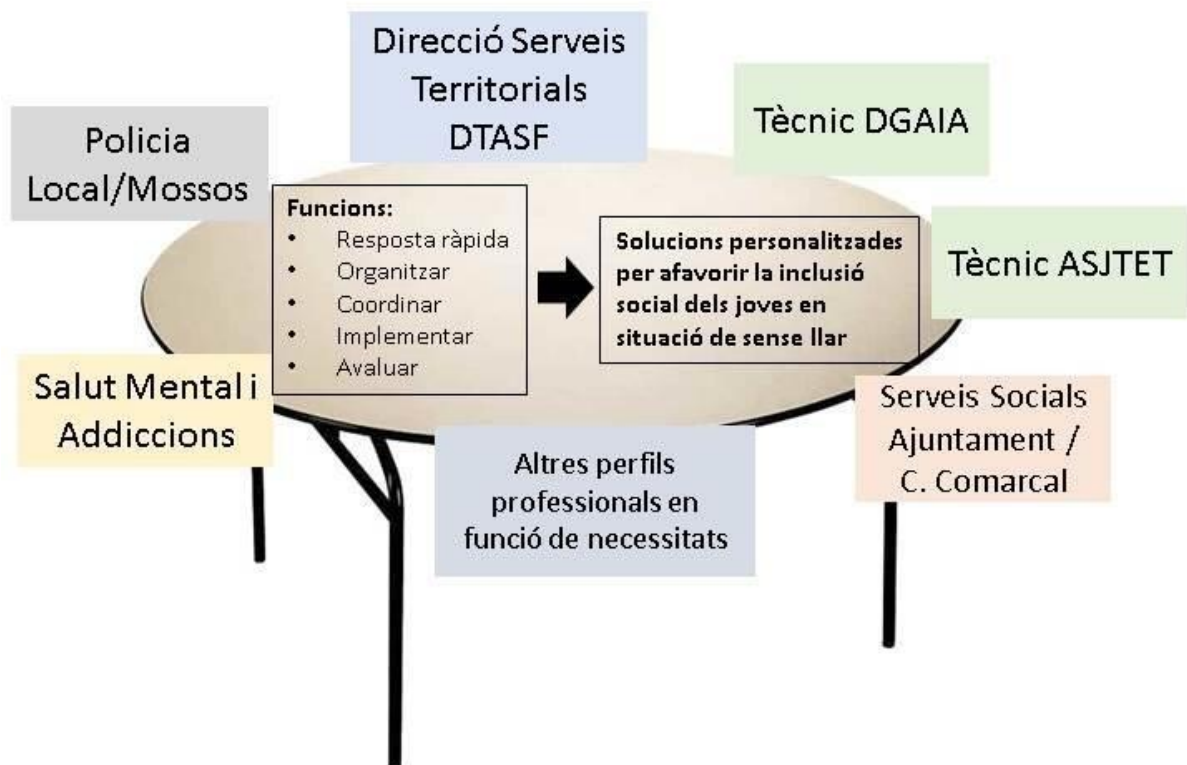 Direcció Serveis
Territorials
DTASF
Tècnic DGAIA
Policia
Local/Mossos
Funcions:
• Resposta ràpida
• Organitzar
• Coordinar
• Implementar
• Avaluar
Solucions personalitzades
per afavorir la inclusió
social dels joves en
situació de sense llar
Tècnic ASJTET
Salut Mental i
Addiccions
Altres perfils
professionals en
funció de necessitats
Serveis Socials
Ajuntament /
C. Comarcal